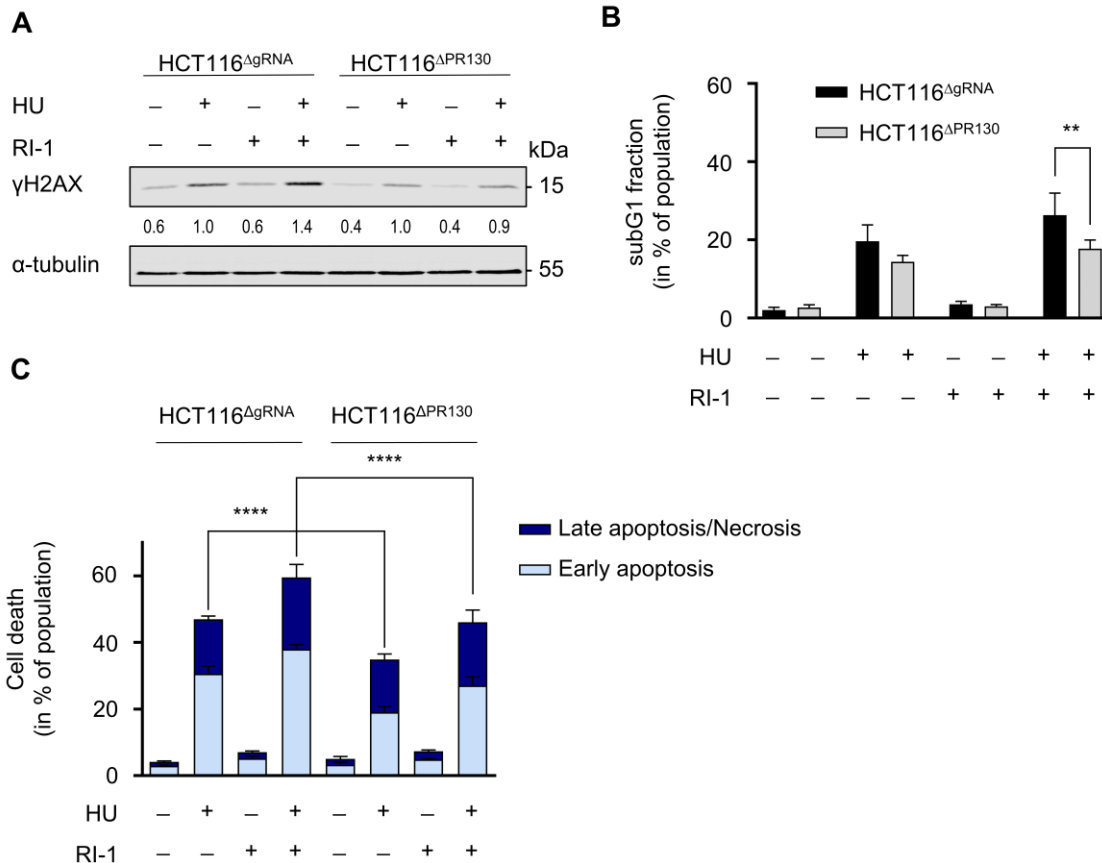 A
HCT116ΔgRNA HCT116ΔPR130
HU – + – + – + – +
RI-1 – – + + – – + +
kDa
γH2AX 15
0.6 1.0 0.6 1.4 0.4 1.0 0.4 0.9
α-tubulin 55
B
subG1 fraction
(in % of population)
60
40
20
0
HCT116ΔgRNA
HCT116ΔPR130
**
HU – – + + – – + +
RI-1 – – – – + + + +
C
HCT116ΔgRNA HCT116ΔPR130
****
****
Late apoptosis/Necrosis
Early apoptosis
Cell death
(in % of population)
60
40
20
0
HU – + – + – + – +
RI-1 – – + + – – + +